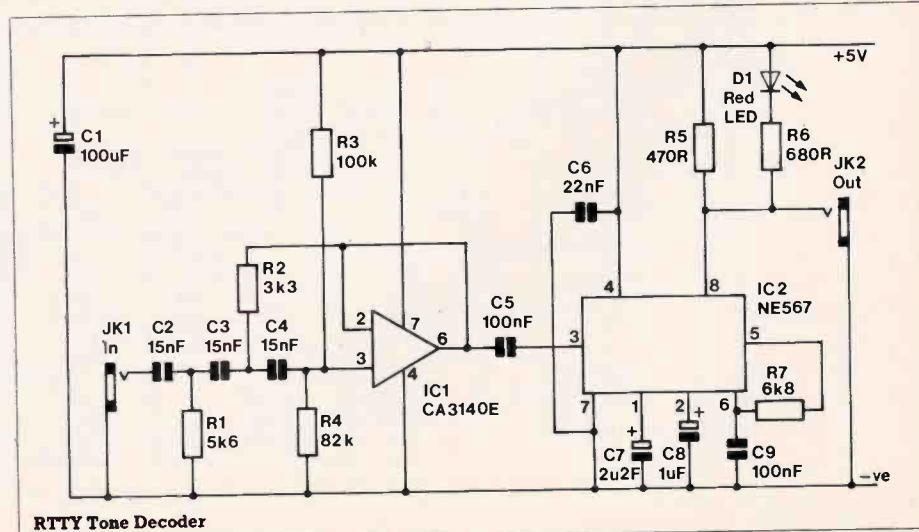 +5V
D1
Red
LED
+
C1
100uF
R3
100k
R5
470R
R6
680R
JK2
Out
C6
22nF
R2
3k3
IC2
NE567
4
8
JK1
In
C2
15nF
C3
15nF
C4
15nF
2
7
6
3
4
C5
100nF
3
5
R7
6k8
IC1
CA3140E
7
1
2
6
R1
5k6
R4
82k
+
C7
2u2F
+
C8
1uF
C9
100nF
-ve
RTTY Tone Decoder